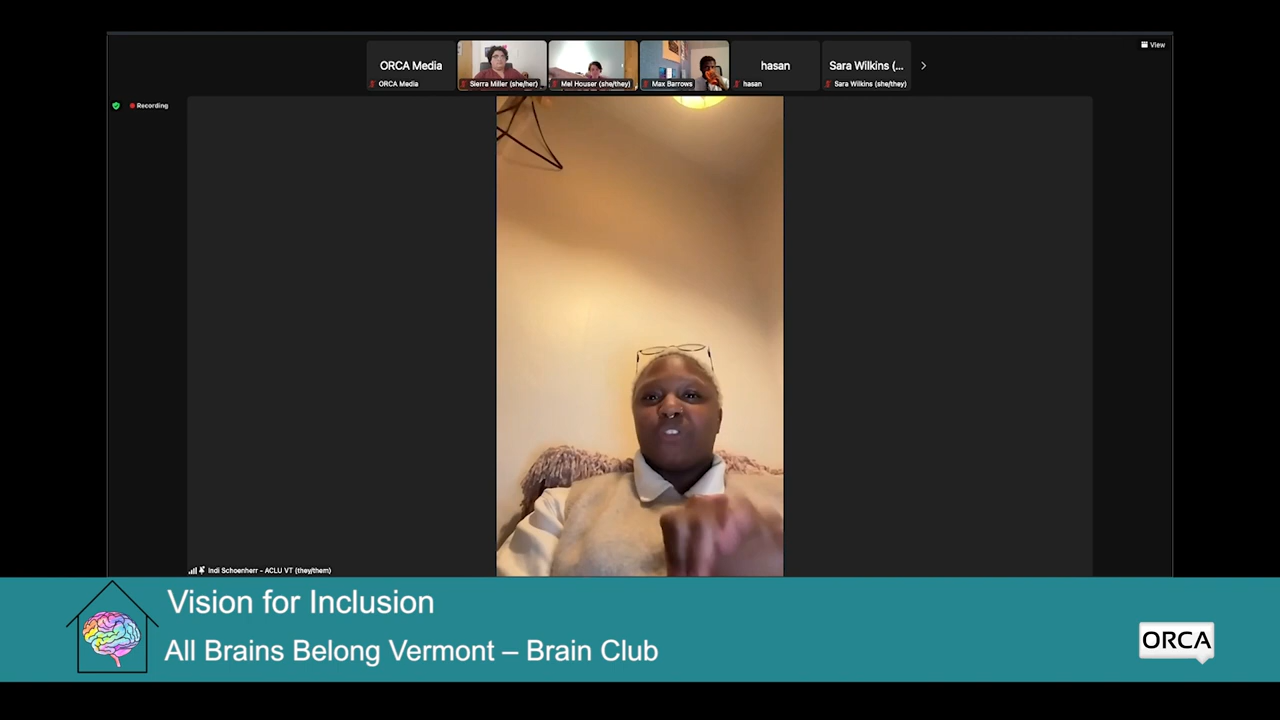 View
ORCA Media
hasan
Sara Wilkins (...
ORCA Media
Sierra Miller (she/her)
Mel Houser (she/they)
Max Barrows
hasan
Sara Wilkins (she/they)
Recording
Indi Schoenherr - ACLU VT (they/them)
Vision for Inclusion
All Brains Belong Vermont – Brain Club
ORCA